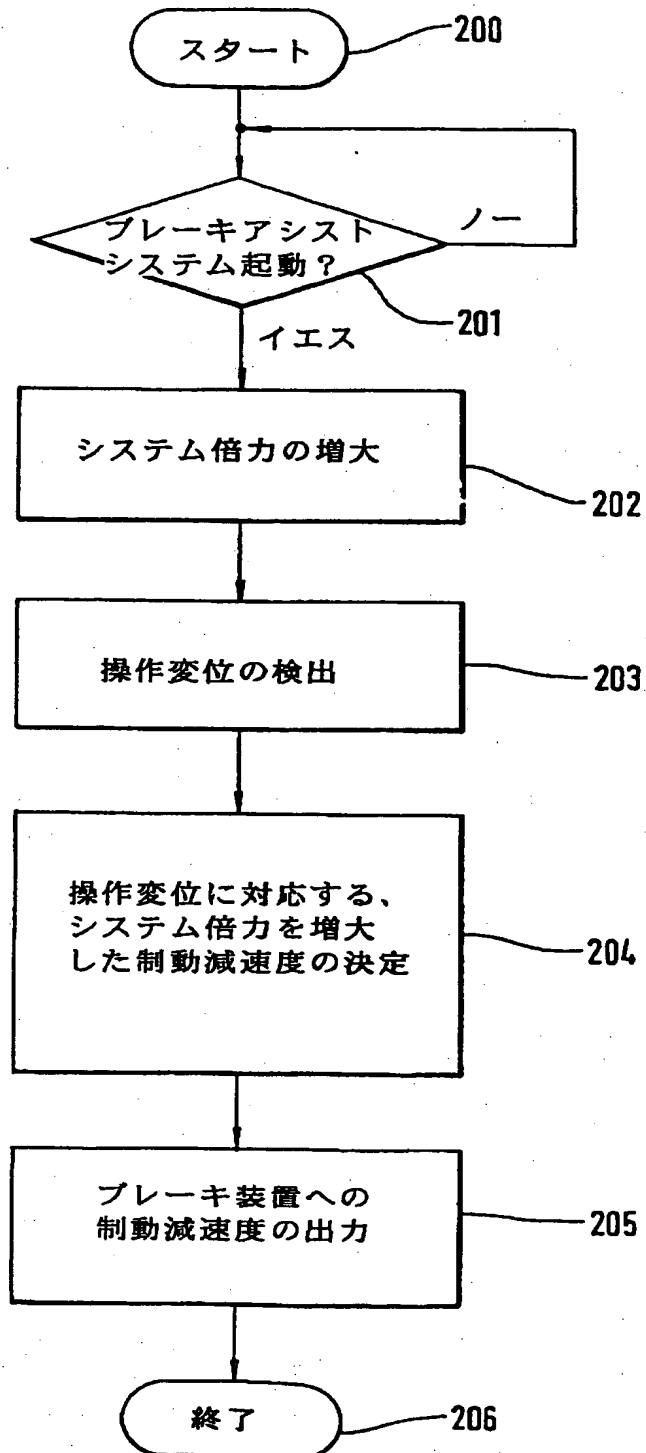 スタート
200
ブレーキアシスト
システム起動？
ノー
201
イエス
システム倍力の増大
202
操作変位の検出
203
操作変位に対応する、
システム倍力を増大
した制動減速度の決定
204
ブレーキ装置への
制動減速度の出力
205
終了
206